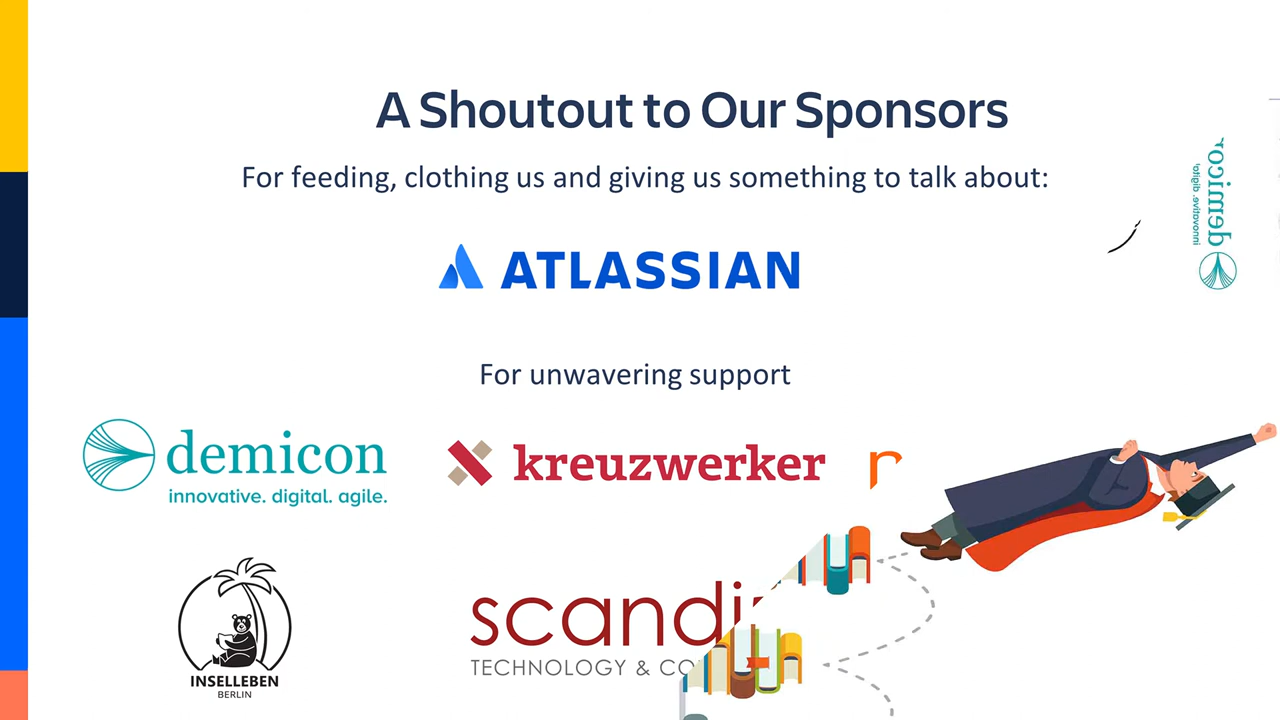 A Shoutout to Our Sponsors
For feeding, clothing us and giving us something to talk about:
ATLASSIAN
For unwavering support
demicon
innovative. digital. agile.
kreuzwerker
INSELLEBEN
BERLIN
TECHNOLOGY &